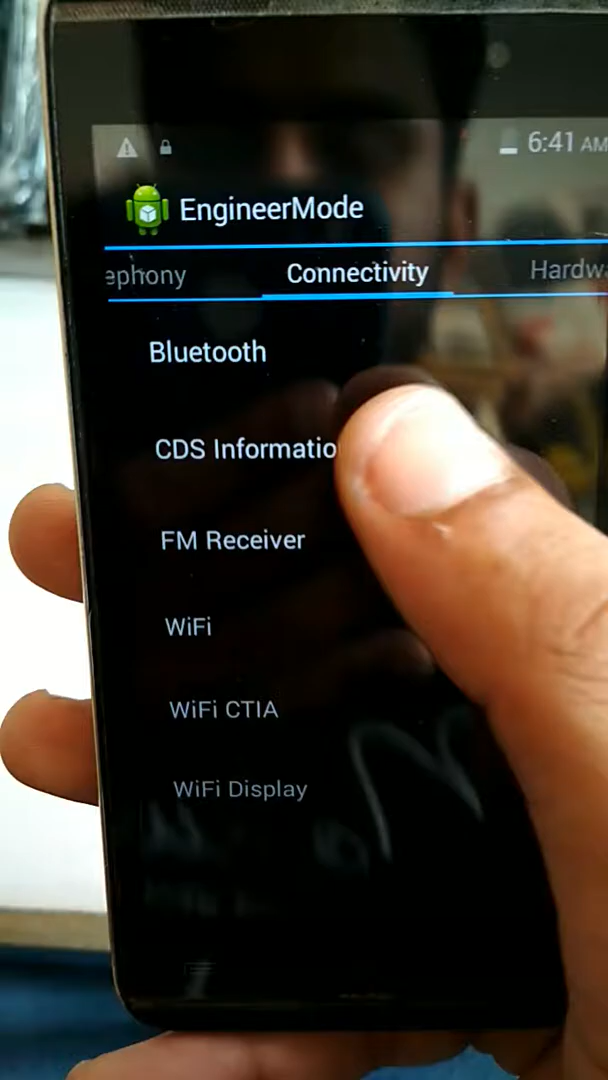 6:41 AM
EngineerMode
ephony Connectivity Hardw
Bluetooth
CDS Informatio
FM Receiver
WiFi
WiFi CTIA
WiFi Display